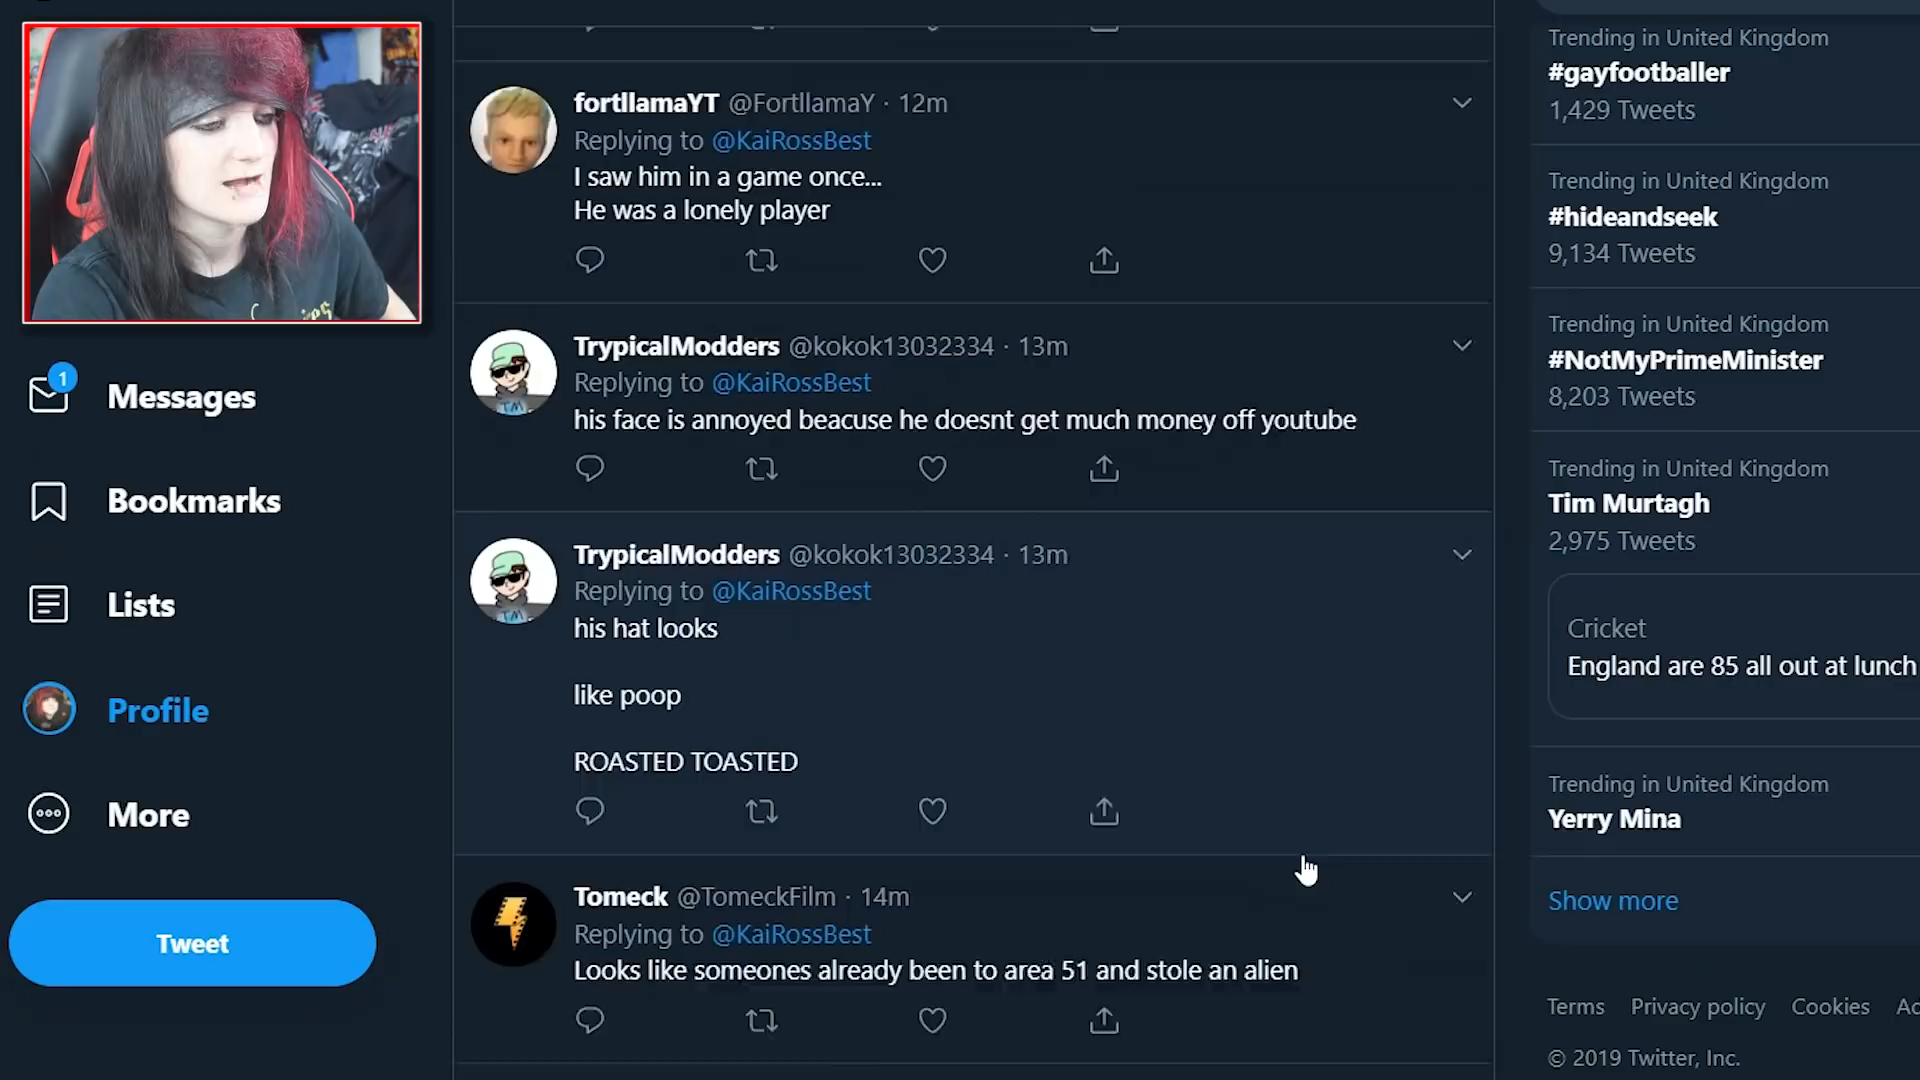 1
Messages
Bookmarks
Lists
Profile
More
Tweet
fortllamaYT @FortllamaY · 12m
Replying to @KaiRossBest
I saw him in a game once...
He was a lonely player
TrypicalModders @kokok13032334 · 13m
Replying to @KaiRossBest
his face is annoyed beacuse he doesnt get much money off youtube
TM
TrypicalModders @kokok13032334 · 13m
Replying to @KaiRossBest
his hat looks
like poop
ROASTED TOASTED
TM
Tomeck @TomeckFilm · 14m
Replying to @KaiRossBest
Looks like someones already been to area 51 and stole an alien
Trending in United Kingdom
#gayfootballer
1,429 Tweets
Trending in United Kingdom
#hideandseek
9,134 Tweets
Trending in United Kingdom
#NotMyPrimeMinister
8,203 Tweets
Trending in United Kingdom
Tim Murtagh
2,975 Tweets
Cricket
England are 85 all out at lunch
Trending in United Kingdom
Yerry Mina
Show more
Terms Privacy policy Cookies
© 2019 Twitter, Inc.